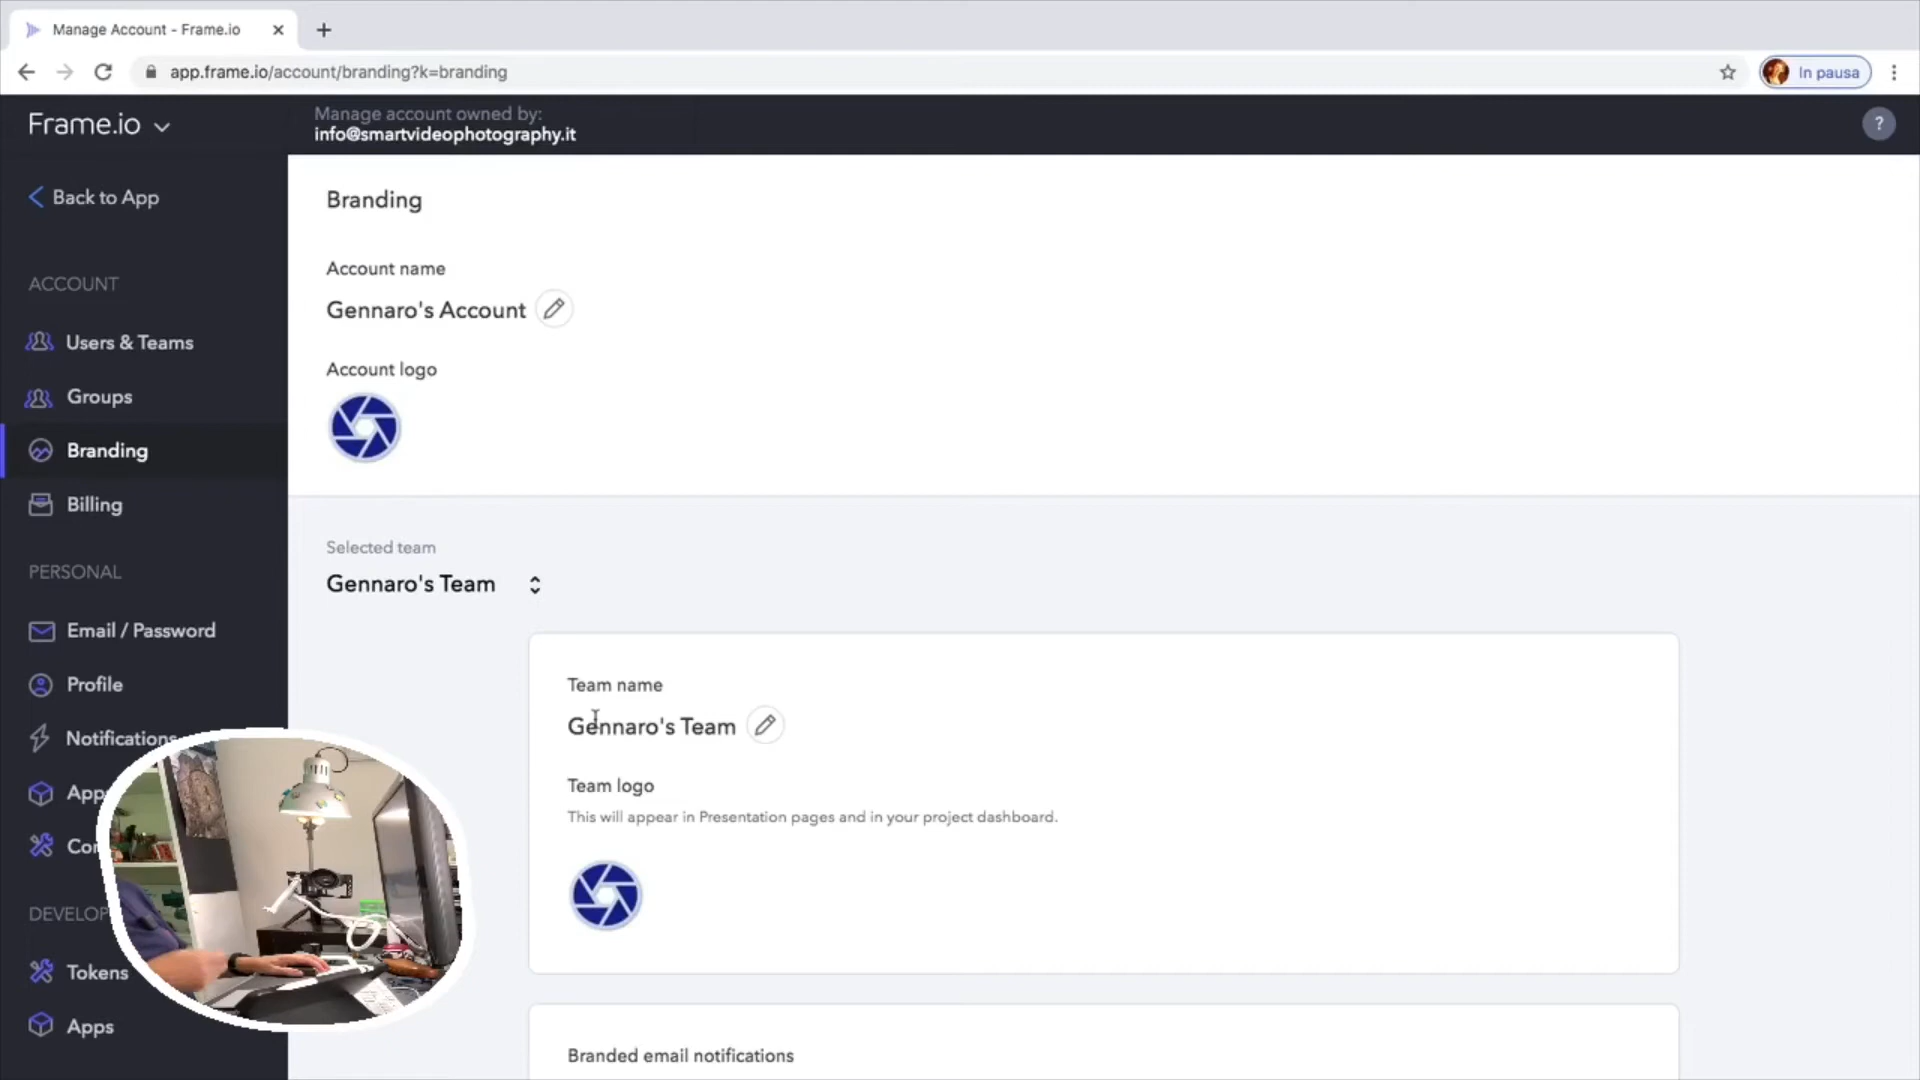 Manage Account - Frame.io
app.frame.io/account/branding?k=branding
In pausa
Frame.io
Manage account owned by:
info@smartvideophotography.it
?
Back to App
ACCOUNT
Users & Teams
Groups
Branding
Billing
PERSONAL
Email / Password
Profile
Notifications
Tokens
Apps
Branding
Account name
Gennaro's Account
Account logo
Selected team
Gennaro's Team
Team name
Gennaro's Team
Team logo
This will appear in Presentation pages and in your project dashboard.
Branded email notifications